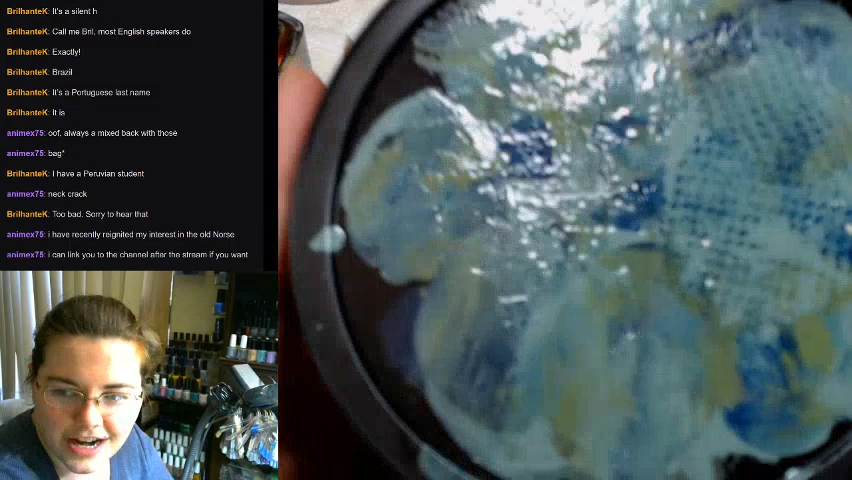 BrilhanteK: It's a silent h
BrilhanteK: Call me Bril, most English speakers do
BrilhanteK: Exactly!
BrilhanteK: Brazil
BrilhanteK: It's a Portuguese last name
BrilhanteK: It is
animex75: oof, always a mixed back with those
animex75: bag*
BrilhanteK: I have a Peruvian student
animex75: neck crack
BrilhanteK: Too bad. Sorry to hear that
animex75: i have recently reignited my interest in the old Norse
animex75: i can link you to the channel after the stream if you want